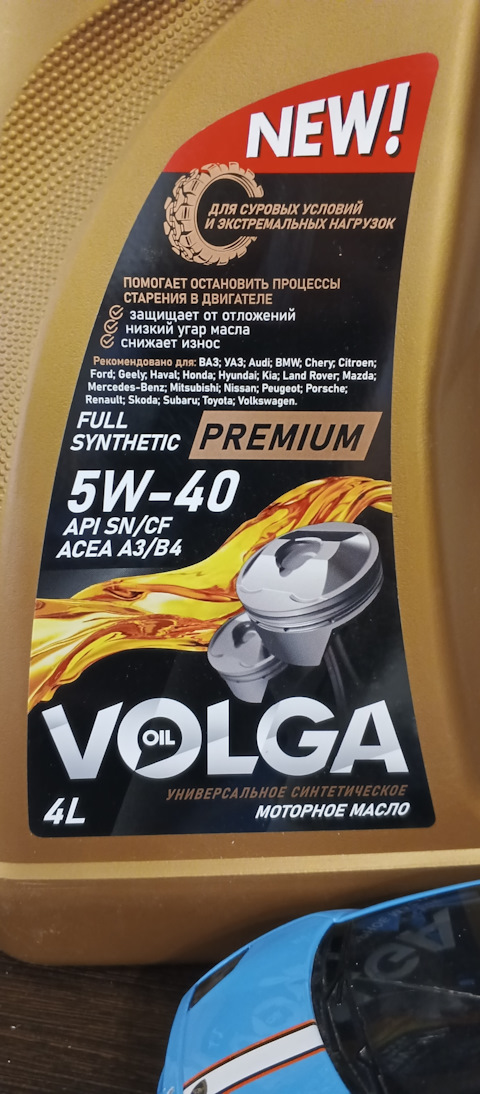 NEW!
ДЛЯ СУРОВЫХ УСЛОВИЙ
И ЭКСТРЕМАЛЬНЫХ НАГРУЗОК
ПОМОГАЕТ ОСТАНОВИТЬ ПРОЦЕССЫ
СТАРЕНИЯ В ДВИГАТЕЛЕ
защищает от отложений
низкий угар масла
снижает износ
Рекомендовано для: ВАЗ; УАЗ; Audi; BMW; Chery; Citroen;
Ford; Geely; Haval; Honda; Hyundai; Kia; Land Rover; Mazda;
Mercedes-Benz; Mitsubishi; Nissan; Peugeot; Porsche;
Renault; Skoda; Subaru; Toyota; Volkswagen.
FULL
SYNTHETIC
PREMIUM
5W-40
API SN/CF
ACEA A3/B4
VOLGA
OIL
УНИВЕРСАЛЬНОЕ СИНТЕТИЧЕСКОЕ
МОТОРНОЕ МАСЛО
4L